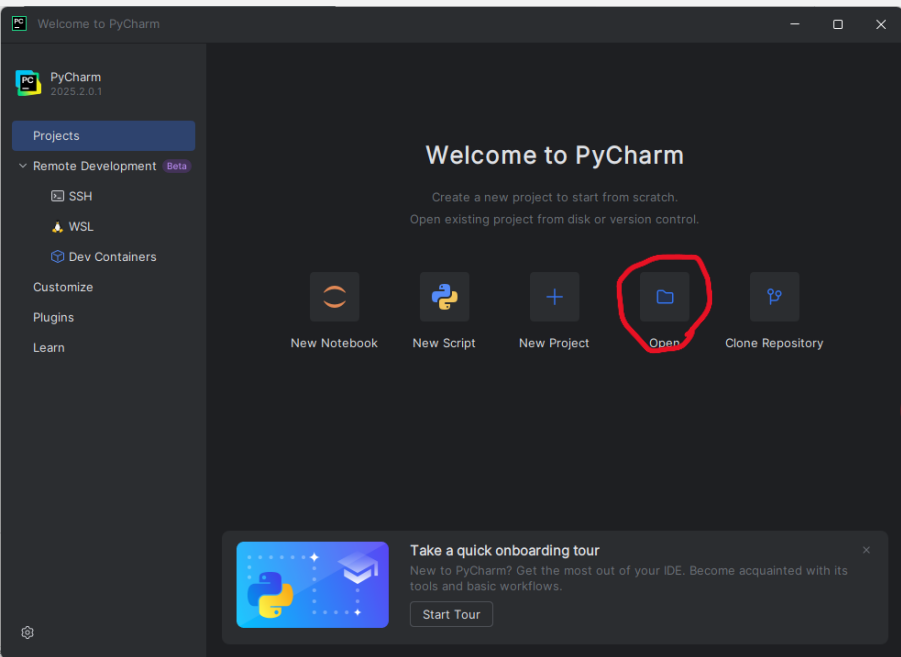 PC Welcome to PyCharm
PC PyCharm
2025.2.0.1
Projects
Remote Development Beta
SSH
WSL
Dev Containers
Customize
Plugins
Learn
Welcome to PyCharm
Create a new project to start from scratch.
Open existing project from disk or version control.
New Notebook New Script New Project Open Clone Repository
Take a quick onboarding tour
New to PyCharm? Get the most out of your IDE. Become acquainted with its
tools and basic workflows.
Start Tour